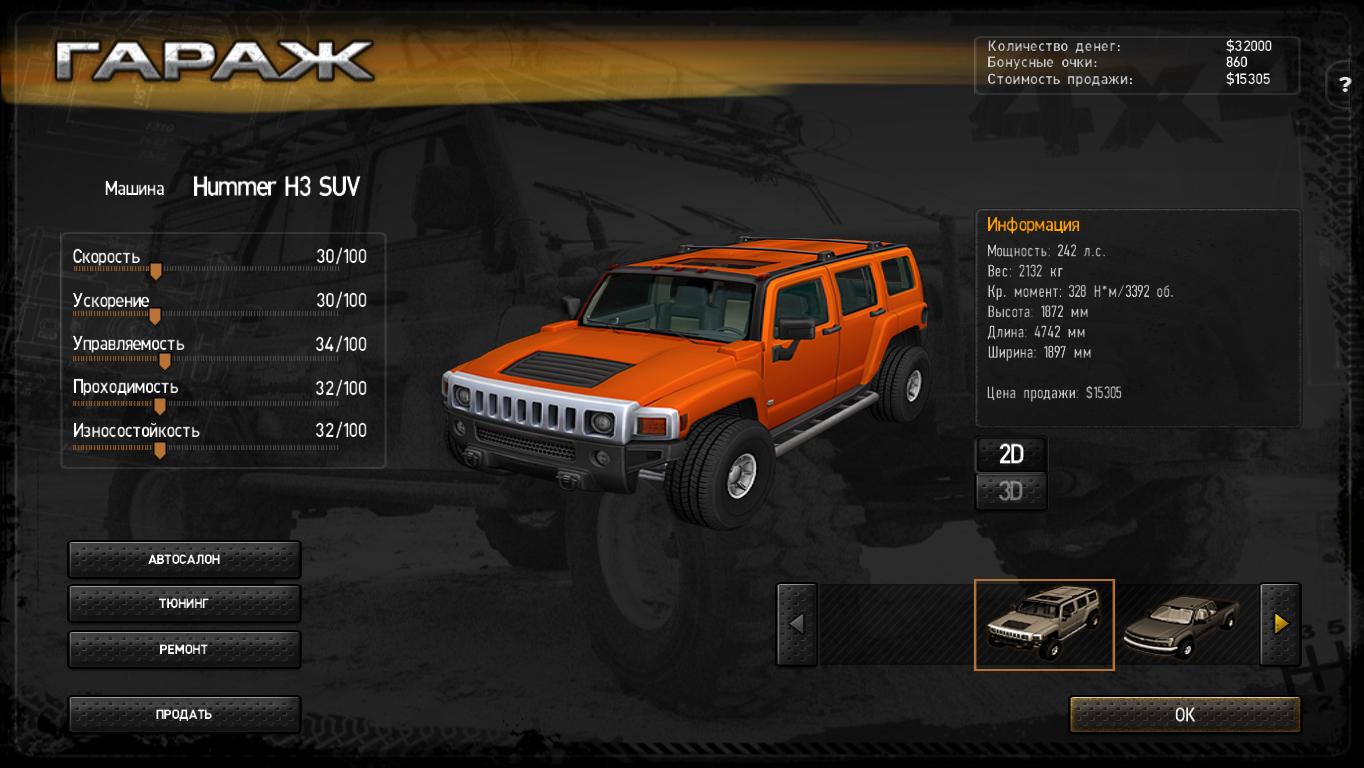 ГАРАЖ
Количество денег: $32000
Бонусные очки: 860
Стоимость продажи: $15305
?
4x4
Машина Hummer H3 SUV
Скорость 30/100
Ускорение 30/100
Управляемость 34/100
Проходимость 32/100
Износостойкость 32/100
Информация
Мощность: 242 л.с.
Вес: 2132 кг
Кр. момент: 328 Н*м/3392 об.
Высота: 1872 мм
Длина: 4742 мм
Ширина: 1897 мм
Цена продажи: $15305
2D
3D
АВТОСАЛОН
ТЮНИНГ
РЕМОНТ
ПРОДАТЬ
3 5
OK